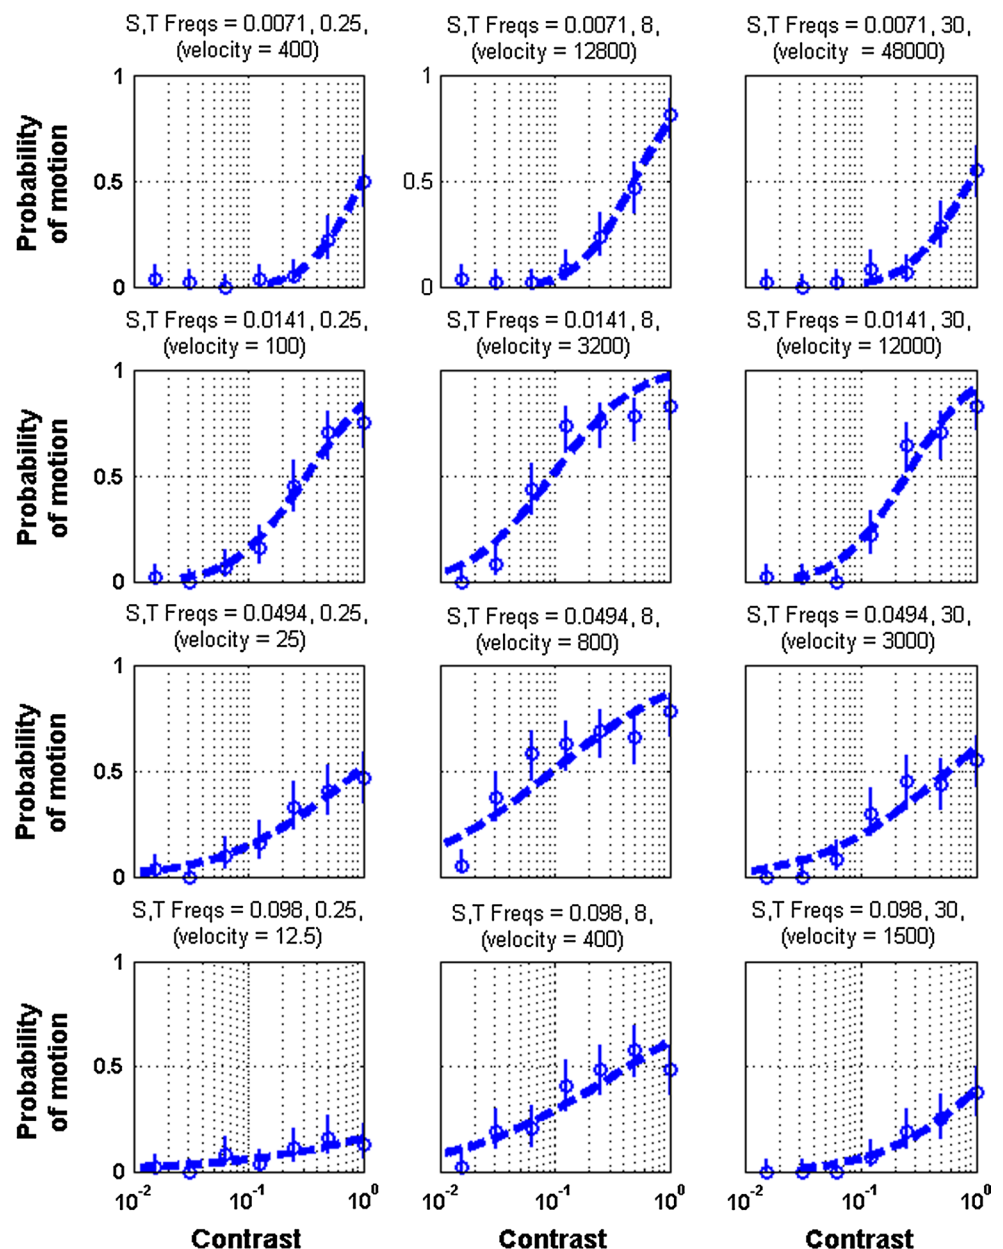 S,T Freqs = 0.0071, 0.25,
(velocity = 400)
S,T Freqs = 0.0071, 8,
(velocity = 12800)
S,T Freqs = 0.0071, 30,
(velocity = 48000)
Probability
of motion
1
0.5
0
1
0.5
0
S,T Freqs = 0.0141, 0.25,
(velocity = 100)
S,T Freqs = 0.0141, 8,
(velocity = 3200)
S,T Freqs = 0.0141, 30,
(velocity = 12000)
Probability
of motion
1
0.5
0
S,T Freqs = 0.0494, 0.25,
(velocity = 25)
S,T Freqs = 0.0494, 8,
(velocity = 800)
S,T Freqs = 0.0494, 30,
(velocity = 3000)
Probability
of motion
1
0.5
0
S,T Freqs = 0.098, 0.25,
(velocity = 12.5)
S,T Freqs = 0.098, 8,
(velocity = 400)
S,T Freqs = 0.098, 30,
(velocity = 1500)
Probability
of motion
1
0.5
0
10⁻² 10⁻¹ 10⁰ 10⁻² 10⁻¹ 10⁰ 10⁻² 10⁻¹ 10⁰
Contrast Contrast Contrast